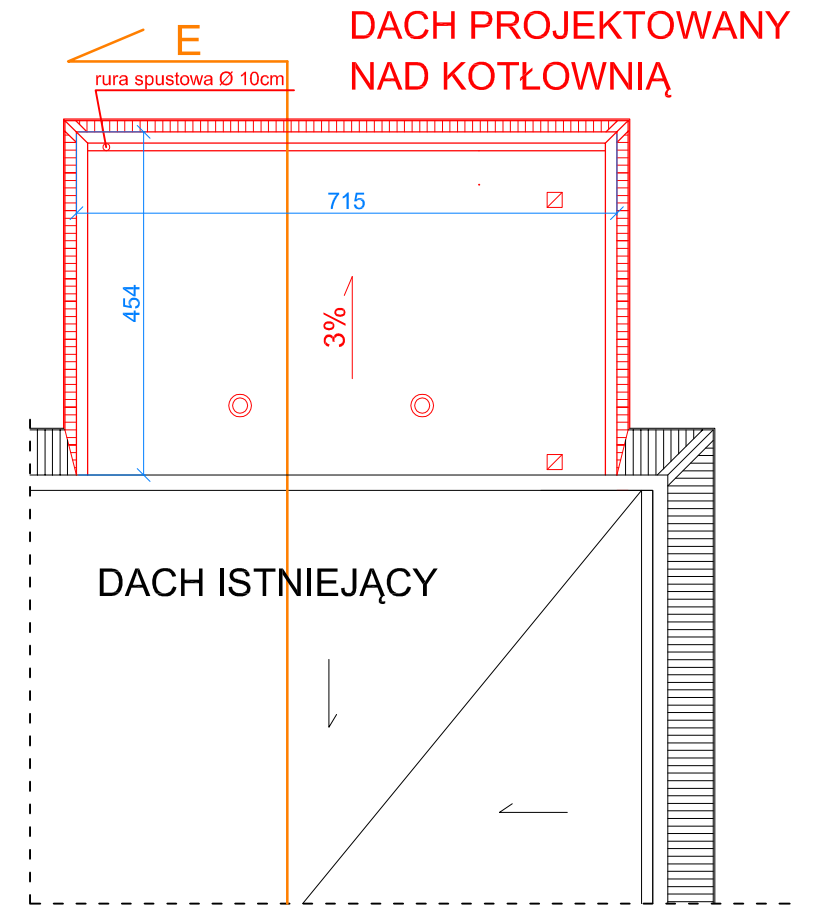 DACH PROJEKTOWANY
NAD KOTŁOWNIĄ
E
rura spustowa Ø 10cm
715
454
3%
DACH ISTNIEJĄCY